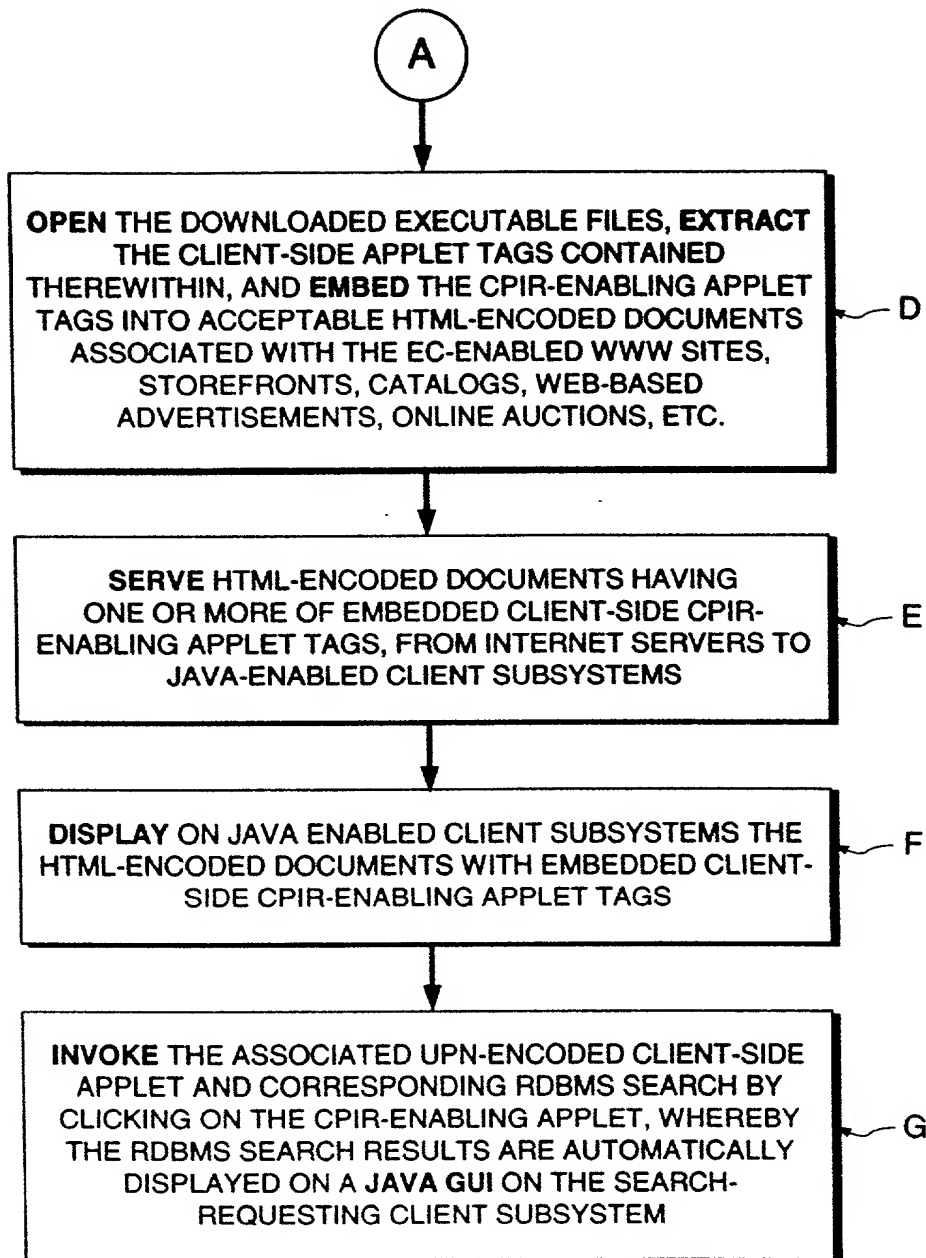 A
OPEN THE DOWNLOADED EXECUTABLE FILES, EXTRACT
THE CLIENT-SIDE APPLET TAGS CONTAINED
THEREWITHIN, AND EMBED THE CPIR-ENABLING APPLET
TAGS INTO ACCEPTABLE HTML-ENCODED DOCUMENTS
ASSOCIATED WITH THE EC-ENABLED WWW SITES,
STOREFRONTS, CATALOGS, WEB-BASED
ADVERTISEMENTS, ONLINE AUCTIONS, ETC.
D
SERVE HTML-ENCODED DOCUMENTS HAVING
ONE OR MORE OF EMBEDDED CLIENT-SIDE CPIR-
ENABLING APPLET TAGS, FROM INTERNET SERVERS TO
JAVA-ENABLED CLIENT SUBSYSTEMS
E
DISPLAY ON JAVA ENABLED CLIENT SUBSYSTEMS THE
HTML-ENCODED DOCUMENTS WITH EMBEDDED CLIENT-
SIDE CPIR-ENABLING APPLET TAGS
F
INVOKE THE ASSOCIATED UPN-ENCODED CLIENT-SIDE
APPLET AND CORRESPONDING RDBMS SEARCH BY
CLICKING ON THE CPIR-ENABLING APPLET, WHEREBY
THE RDBMS SEARCH RESULTS ARE AUTOMATICALLY
DISPLAYED ON A JAVA GUI ON THE SEARCH-
REQUESTING CLIENT SUBSYSTEM
G